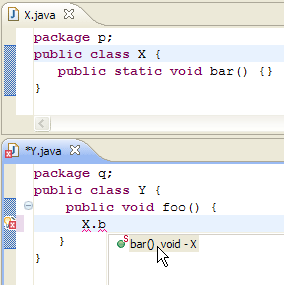 X.java
package p;
public class X {
public static void bar() {}
}
*Y.java
package q;
public class Y {
public void foo() {
X.b
bar() void - X
}
}